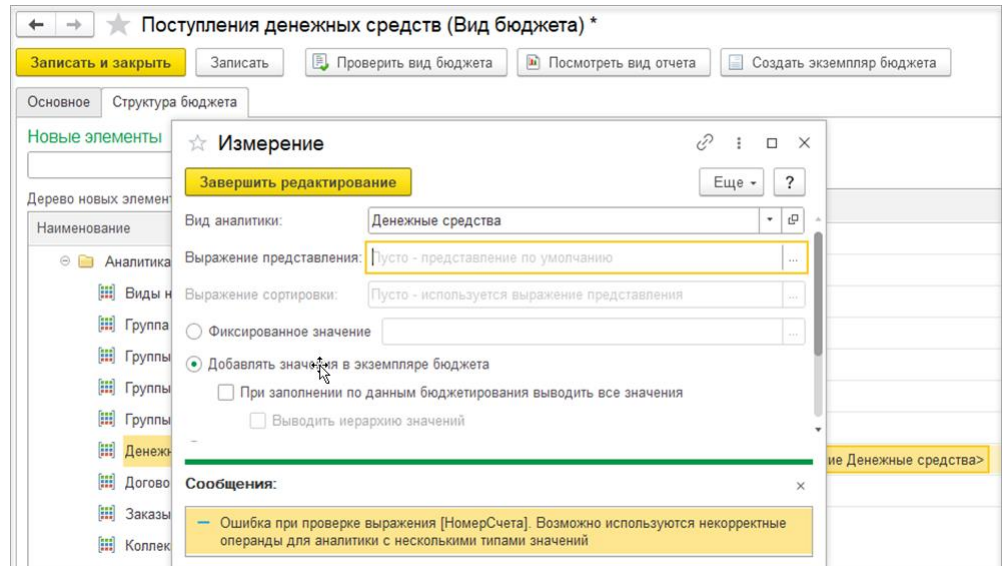 Поступления денежных средств (Вид бюджета) *
Записать и закрыть Записать Проверить вид бюджета Посмотреть вид отчета Создать экземпляр бюджета
Основное Структура бюджета
Новые элементы
Измерение
Завершить редактирование Еще ?
Дерево новых элемен
Вид аналитики: Денежные средства
Наименование
Выражение представления: Пусто - представление по умолчанию
Аналитика
Выражение сортировки: Пусто - используется выражение представления
Виды н
Группа
Фиксированное значение
Группы
Добавлять значения в экземпляре бюджета
Группы
При заполнении по данным бюджетирования выводить все значения
Группы
Выводить иерархию значений
Денежн
ие Денежные средства>
Догово
Сообщения:
Заказы
Ошибка при проверке выражения [НомерСчета]. Возможно используются некорректные
операнды для аналитики с несколькими типами значений
Коллек